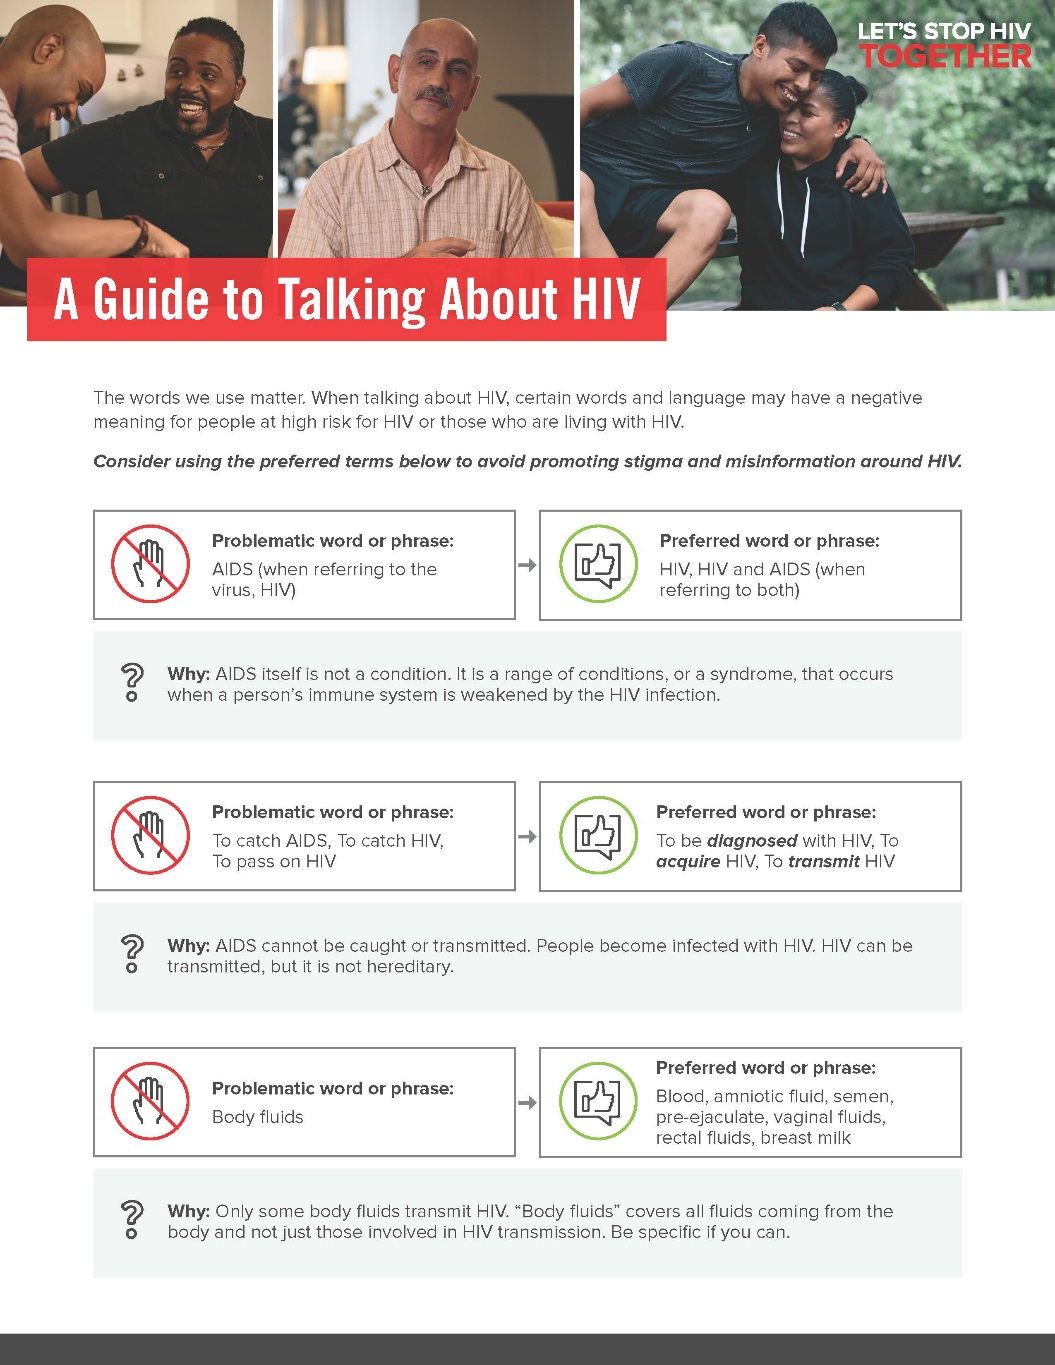 LET'S STOP HIV
TOGETHER
A Guide to Talking About HIV
The words we use matter. When talking about HIV, certain words and language may have a negative
meaning for people at high risk for HIV or those who are living with HIV.
Consider using the preferred terms below to avoid promoting stigma and misinformation around HIV.
Problematic word or phrase:
AIDS (when referring to the
virus, HIV)
Preferred word or phrase:
HIV, HIV and AIDS (when
referring to both)
Why: AIDS itself is not a condition. It is a range of conditions, or a syndrome, that occurs
when a person's immune system is weakened by the HIV infection.
Problematic word or phrase:
To catch AIDS, To catch HIV,
To pass on HIV
Preferred word or phrase:
To be diagnosed with HIV, To
acquire HIV, To transmit HIV
Why: AIDS cannot be caught or transmitted. People become infected with HIV. HIV can be
transmitted, but it is not hereditary.
Problematic word or phrase:
Body fluids
Preferred word or phrase:
Blood, amniotic fluid, semen,
pre-ejaculate, vaginal fluids,
rectal fluids, breast milk
Why: Only some body fluids transmit HIV. "Body fluids" covers all fluids coming from the
body and not just those involved in HIV transmission. Be specific if you can.